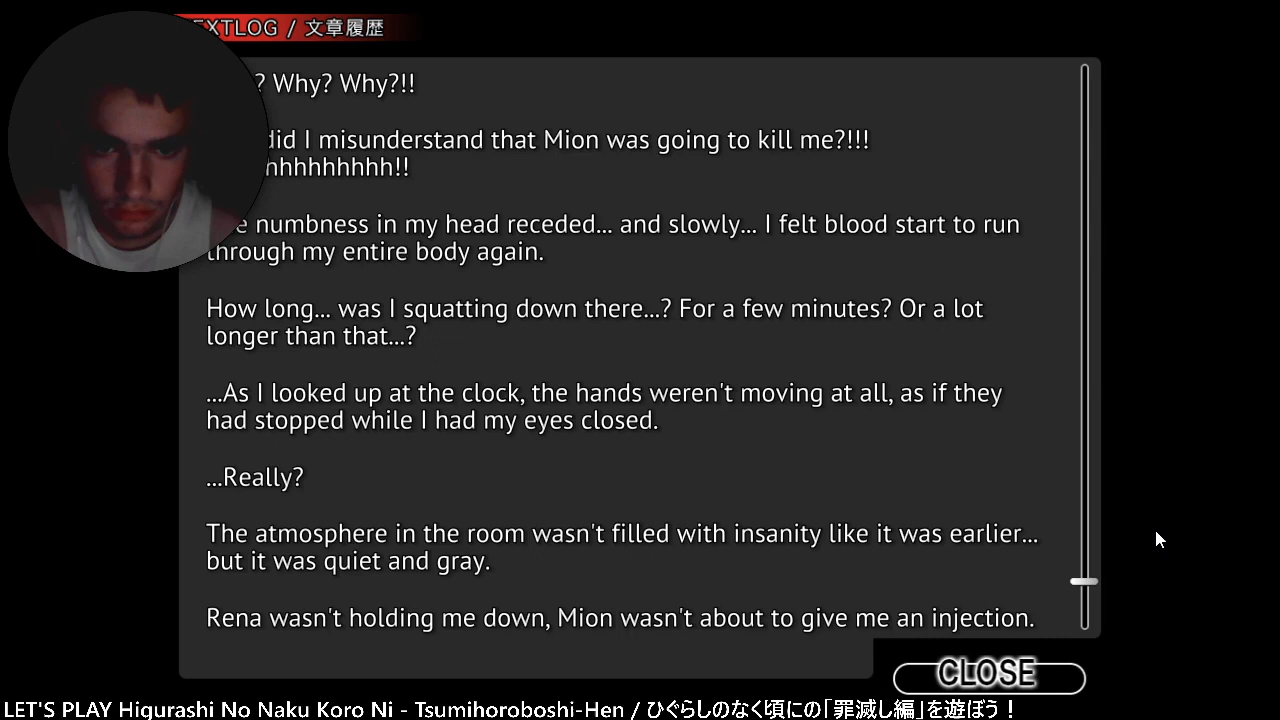 EXTLOG / 文章履歴
? Why? Why?!!
did I misunderstand that Mion was going to kill me?!!!
hhhhhhhhh!!
numbness in my head receded... and slowly... I felt blood start to run
through my entire body again.
How long... was I squatting down there...? For a few minutes? Or a lot
longer than that...?
...As I looked up at the clock, the hands weren't moving at all, as if they
had stopped while I had my eyes closed.
...Really?
The atmosphere in the room wasn't filled with insanity like it was earlier...
but it was quiet and gray.
Rena wasn't holding me down, Mion wasn't about to give me an injection.
CLOSE
LET'S PLAY Higurashi No Naku Koro Ni - Tsumihoroboshi-Hen / ひぐらしのなく頃にの「罪滅し編」を遊ぼう！